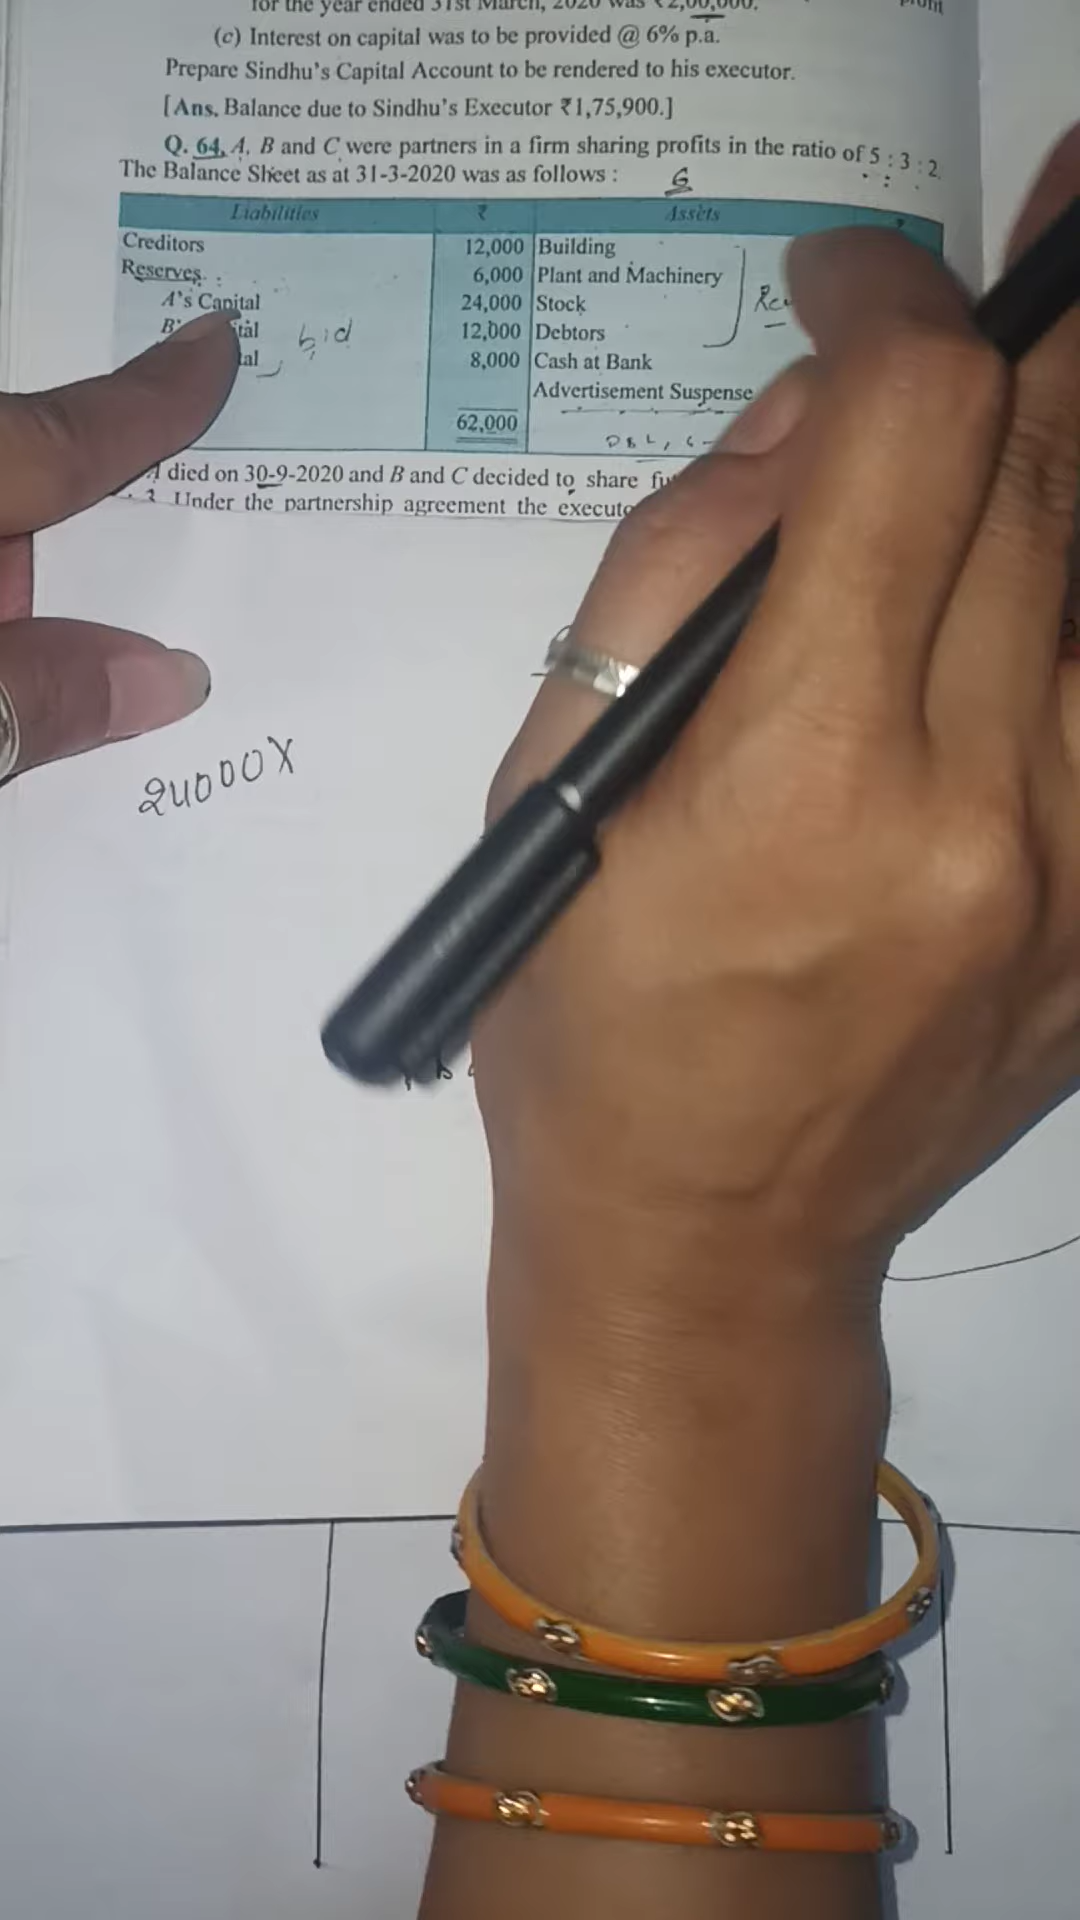 for the year ended 31st March, 2020 was ₹2,00,000. profit
(c) Interest on capital was to be provided @ 6% p.a.
Prepare Sindhu's Capital Account to be rendered to his executor.
[Ans. Balance due to Sindhu's Executor ₹1,75,900.]
Q. 64. A, B and C were partners in a firm sharing profits in the ratio of 5 : 3 : 2.
The Balance Sheet as at 31-3-2020 was as follows :
Liabilities ₹ Assets
Creditors 12,000 Building
Reserves 6,000 Plant and Machinery
A's Capital 24,000 Stock
12,000 Debtors
8,000 Cash at Bank
Advertisement Suspense
62,000
died on 30-9-2020 and B and C decided to share
Under the partnership agreement the
24000X